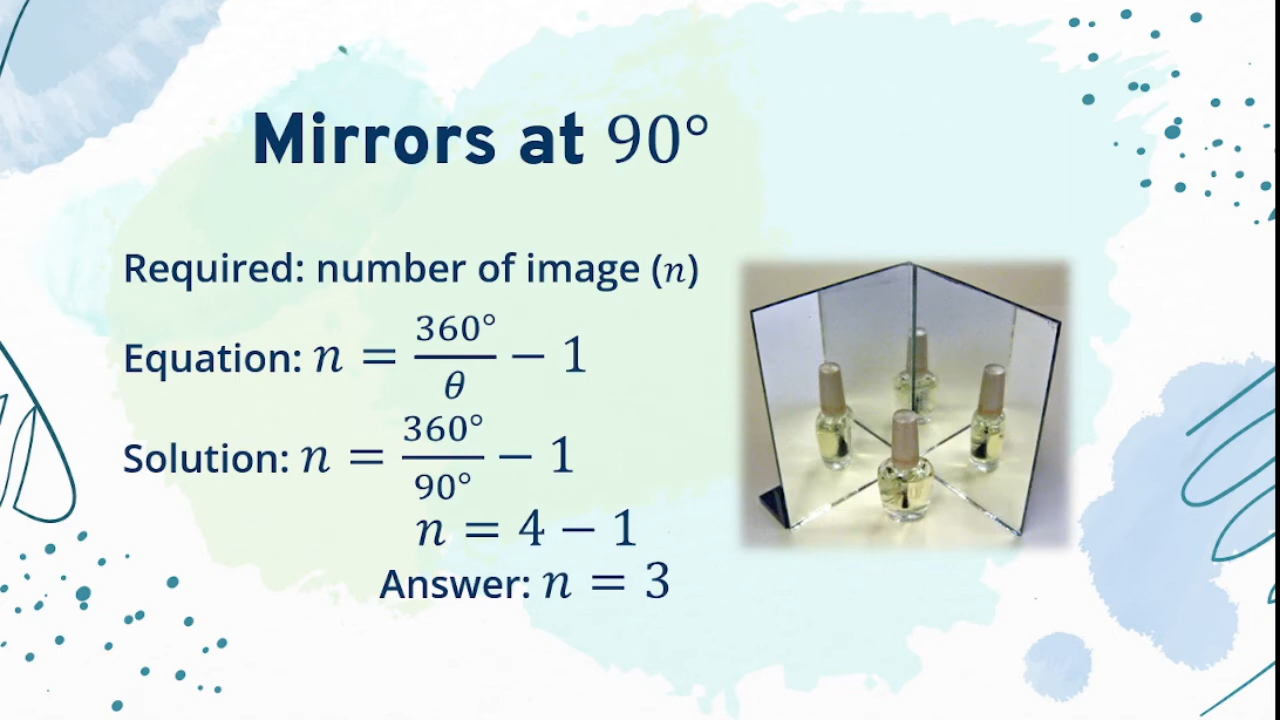 Mirrors at 90°
Required: number of image (n)
Equation: n = 360°/θ − 1
Solution: n = 360°/90° − 1
n = 4 − 1
Answer: n = 3